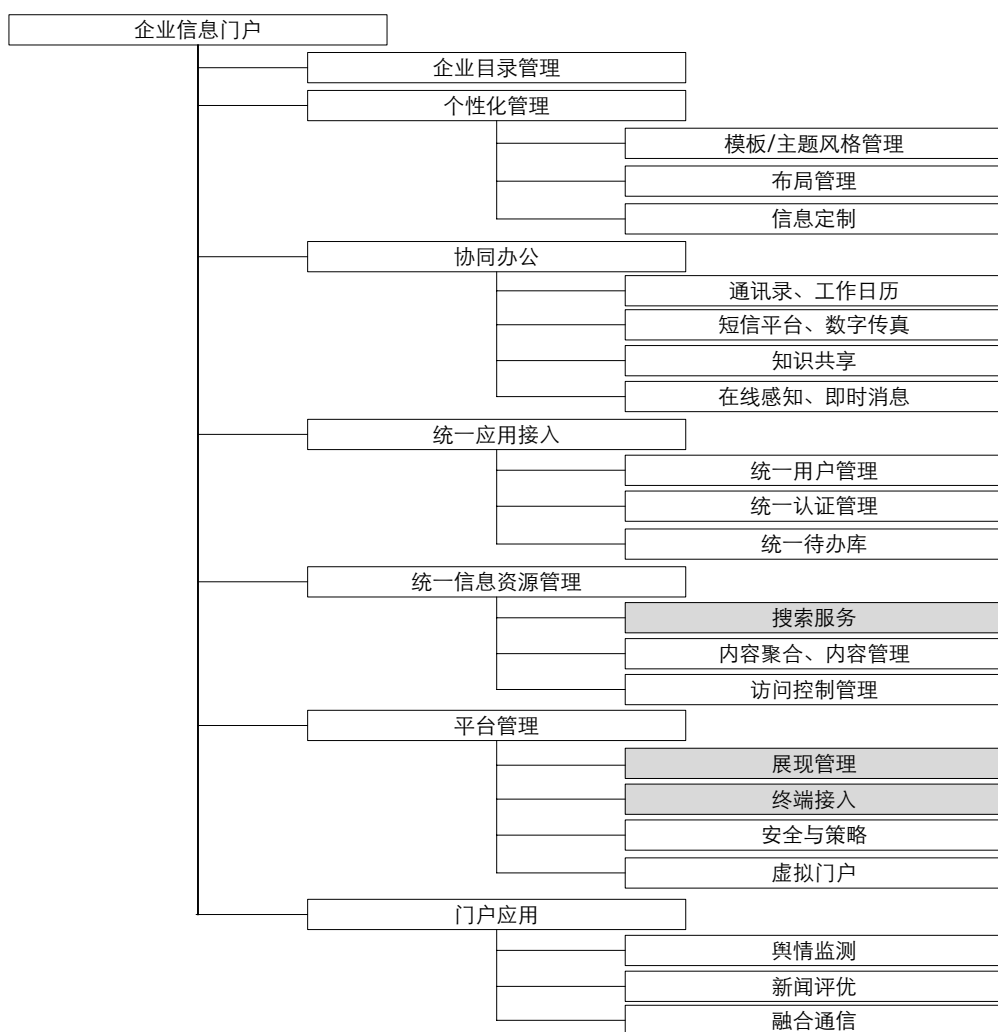 企业信息门户
企业目录管理
个性化管理
模板/主题风格管理
布局管理
信息定制
协同办公
通讯录、工作日历
短信平台、数字传真
知识共享
在线感知、即时消息
统一应用接入
统一用户管理
统一认证管理
统一待办库
统一信息资源管理
搜索服务
内容聚合、内容管理
访问控制管理
平台管理
展现管理
终端接入
安全与策略
虚拟门户
门户应用
舆情监测
新闻评优
融合通信